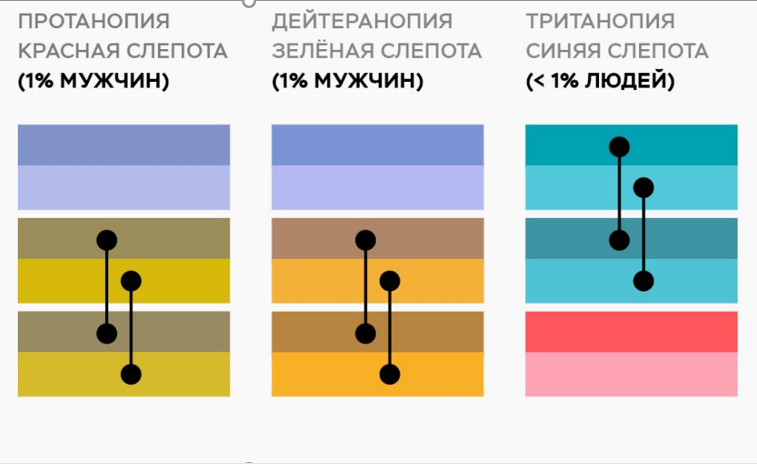 ПРОТАНОПИЯ
КРАСНАЯ СЛЕПОТА
(1% МУЖЧИН)
ДЕЙТЕРАНОПИЯ
ЗЕЛЁНАЯ СЛЕПОТА
(1% МУЖЧИН)
ТРИТАНОПИЯ
СИНЯЯ СЛЕПОТА
(< 1% ЛЮДЕЙ)